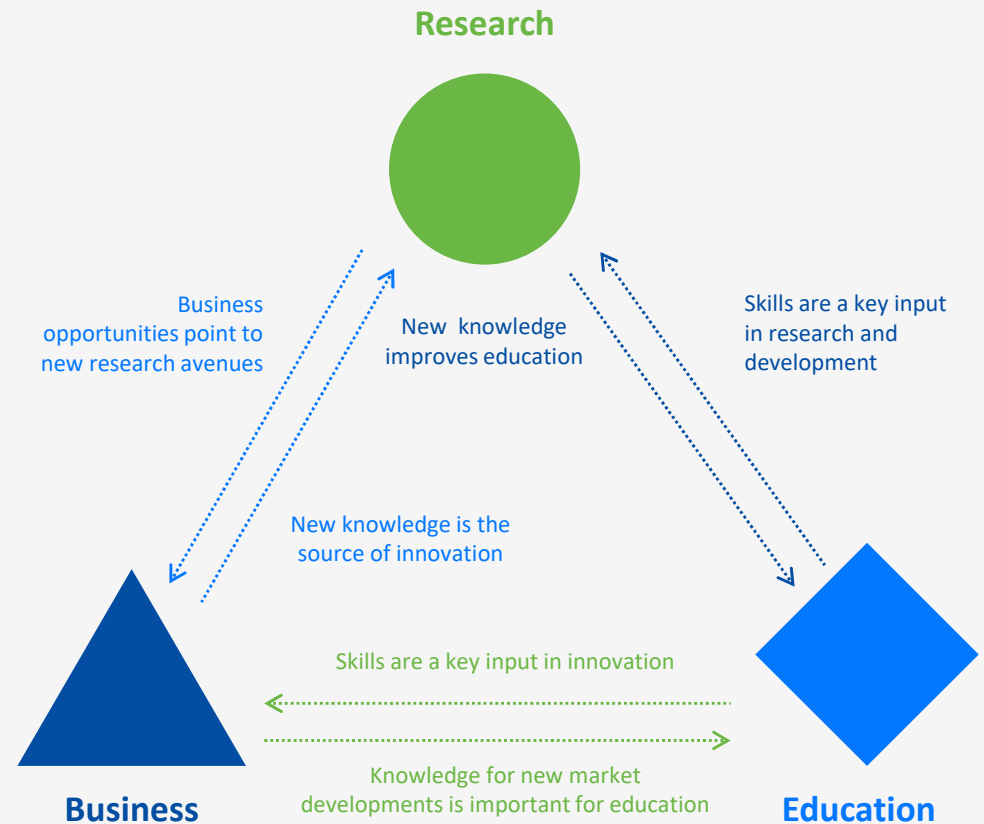 Research
Business
opportunities point to
new research avenues
New knowledge
improves education
Skills are a key input
in research and
development
New knowledge is the
source of innovation
Skills are a key input in innovation
Knowledge for new market
developments is important for education
Business
Education